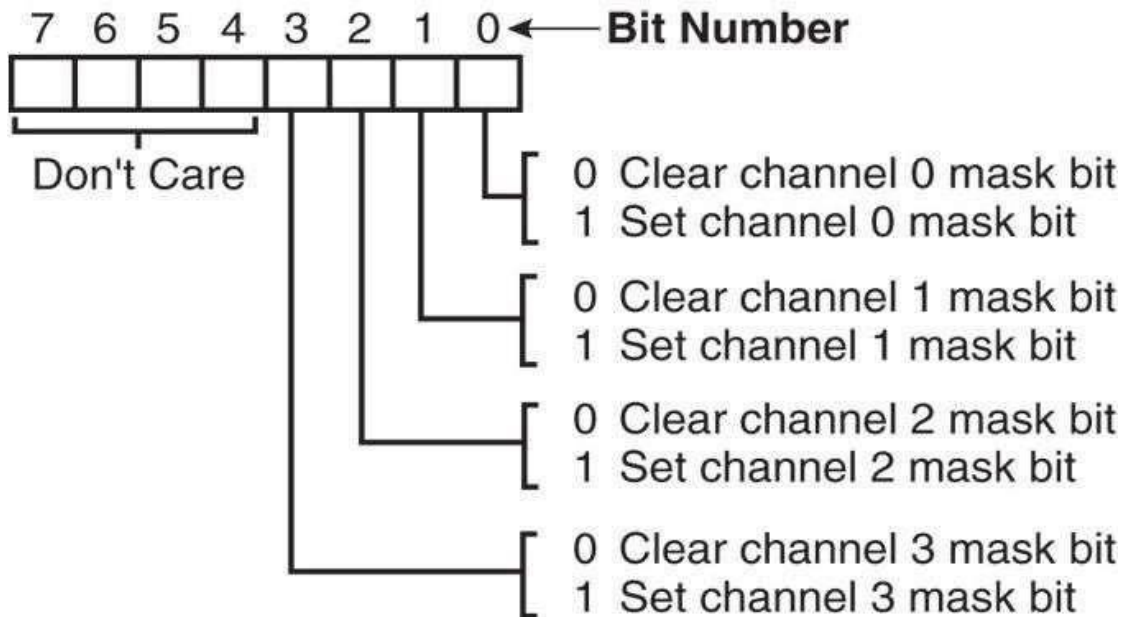 7 6 5 4 3 2 1 0 Bit Number
Don't Care
0 Clear channel 0 mask bit
1 Set channel 0 mask bit
0 Clear channel 1 mask bit
1 Set channel 1 mask bit
0 Clear channel 2 mask bit
1 Set channel 2 mask bit
0 Clear channel 3 mask bit
1 Set channel 3 mask bit